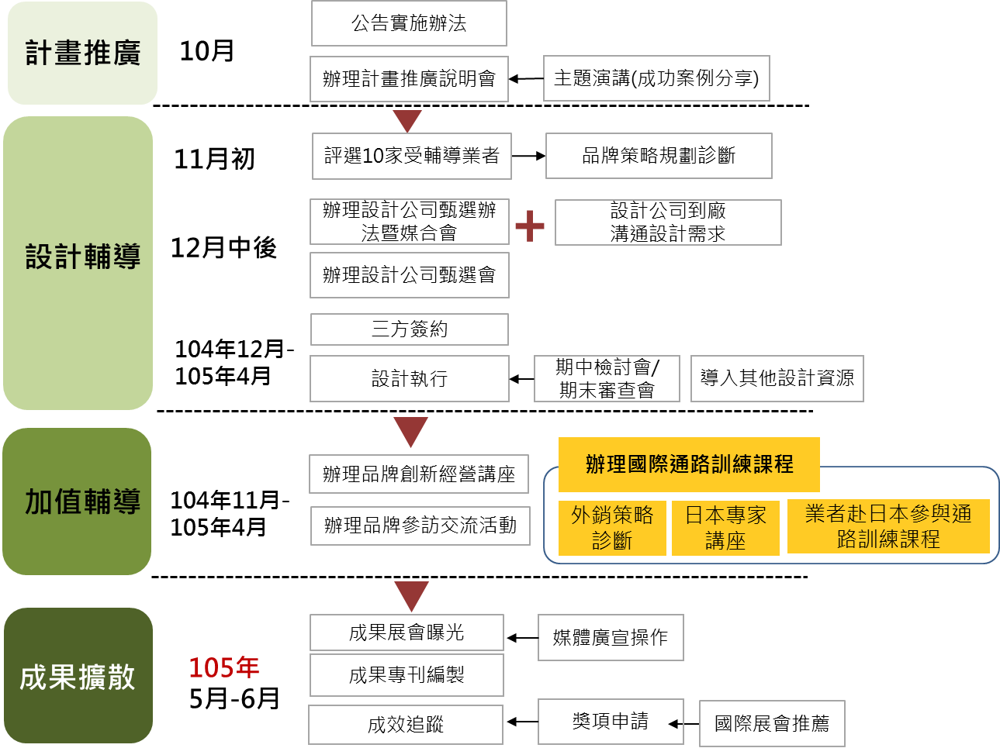 計畫推廣
10月
公告實施辦法
辦理計畫推廣說明會
主題演講(成功案例分享)
設計輔導
11月初
評選10家受輔導業者
品牌策略規劃診斷
12月中後
辦理設計公司甄選辦
法暨媒合會
設計公司到廠
溝通設計需求
辦理設計公司甄選會
104年12月-
105年4月
三方簽約
設計執行
期中檢討會/
期末審查會
導入其他設計資源
加值輔導
104年11月-
105年4月
辦理品牌創新經營講座
辦理品牌參訪交流活動
辦理國際通路訓練課程
外銷策略
診斷
日本專家
講座
業者赴日本參與通
路訓練課程
成果擴散
105年
5月-6月
成果展會曝光
媒體廣宣操作
成果專刊編製
成效追蹤
獎項申請
國際展會推薦